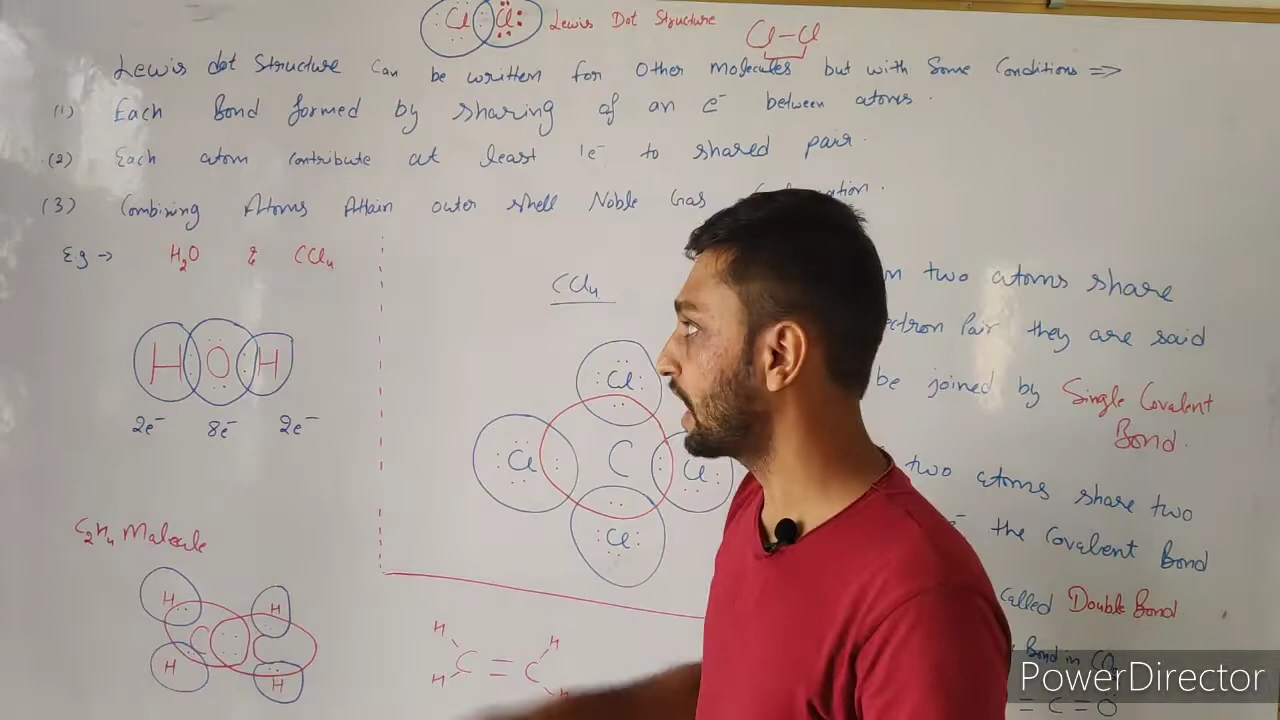 Cl Cl Lewis Dot Structure Cl–Cl
Lewis dot Structure Can be written for Other molecules but with Some Conditions ⇒
(1) Each Bond formed by sharing of an e⁻ between atoms.
(2) Each atom Contribute at least 1e⁻ to shared pair.
(3) Combining Atoms Attain outer shell Noble Gas
E.g → H₂O & CCl₄
H O H
2e⁻ 8e⁻ 2e⁻
C₂H₄ Molecule
H H
C C
H H
H H
C = C
H H
CCl₄
Cl
Cl C Cl
Cl
two atoms share
Pair they are said
be joined by Single Covalent
Bond.
two atoms share two
e⁻ the Covalent Bond
Called Double Bond
Bond in CO₂
= C = O
PowerDirector